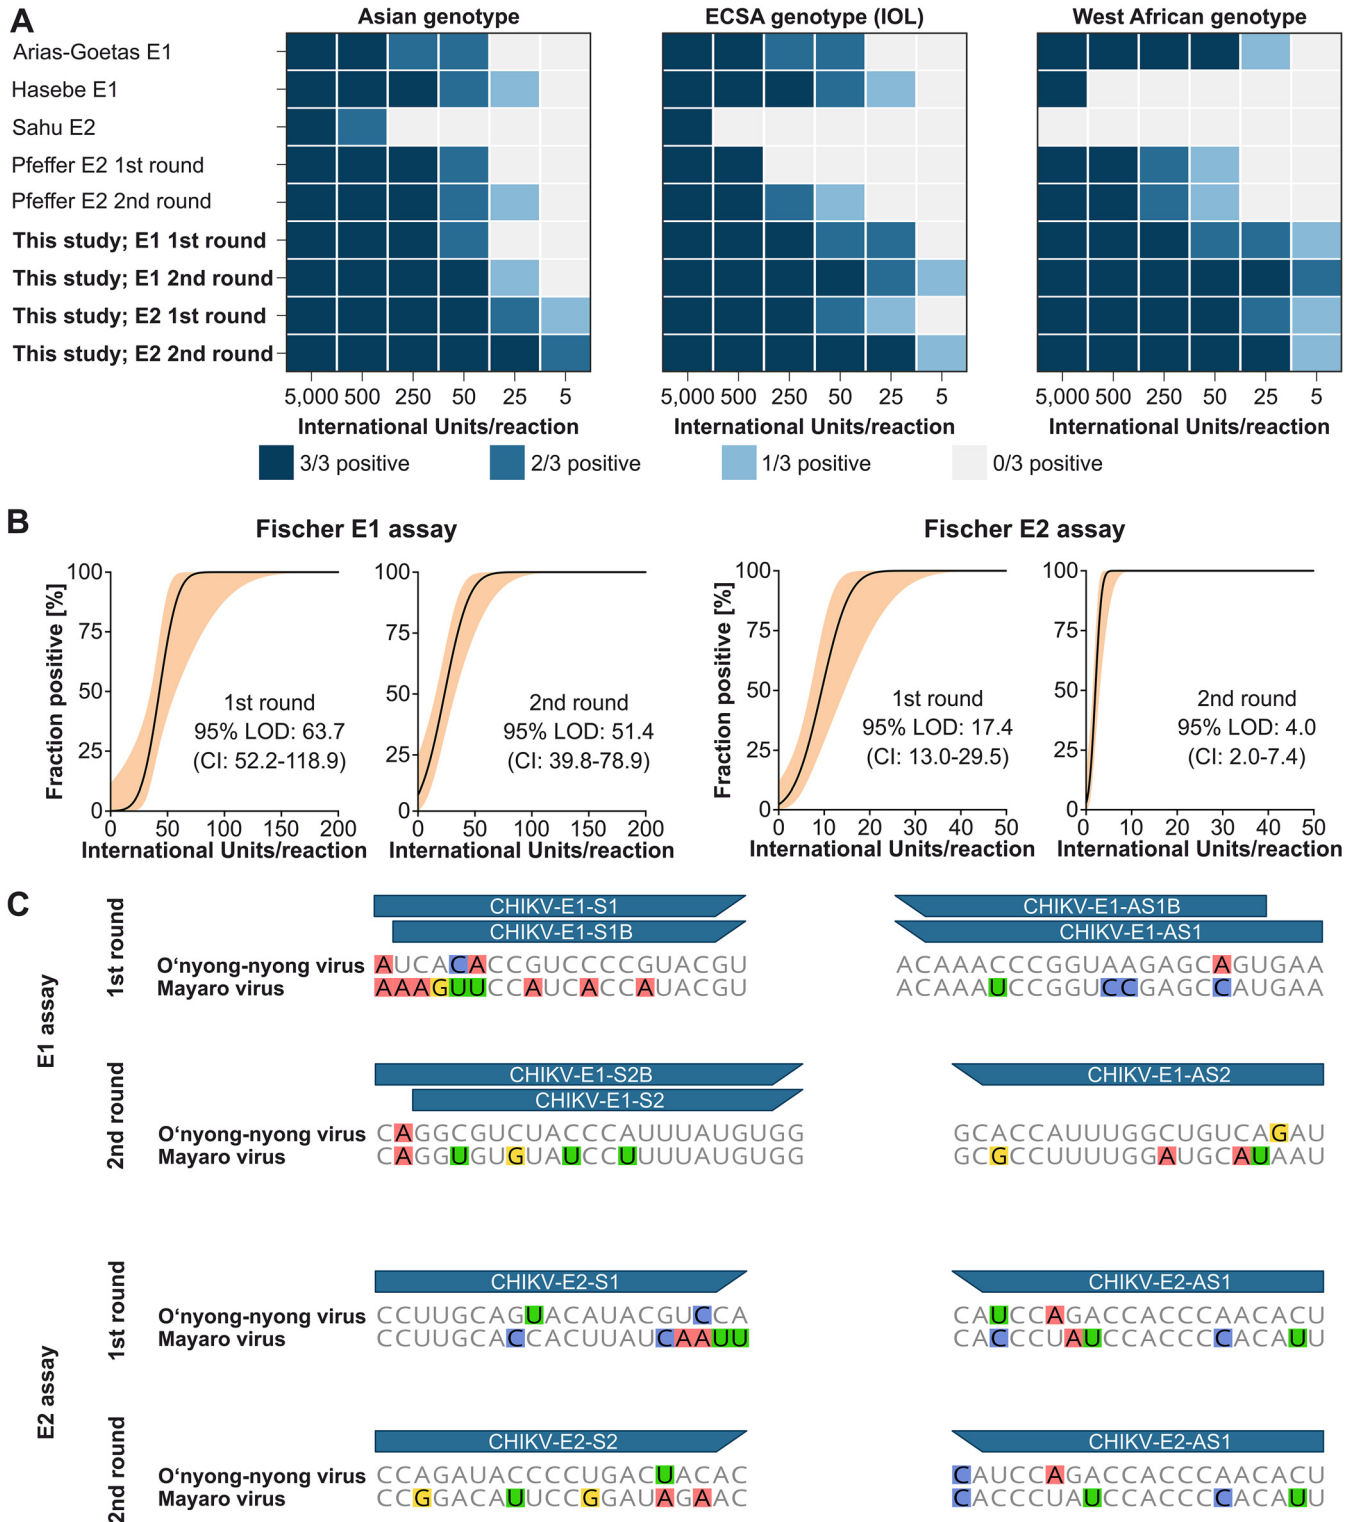 A
Asian genotype
ECSA genotype (IOL)
West African genotype
Arias-Goetas E1
Hasebe E1
Sahu E2
Pfeffer E2 1st round
Pfeffer E2 2nd round
This study; E1 1st round
This study; E1 2nd round
This study; E2 1st round
This study; E2 2nd round
5,000 500 250 50 25 5
5,000 500 250 50 25 5
5,000 500 250 50 25 5
International Units/reaction
International Units/reaction
International Units/reaction
3/3 positive
2/3 positive
1/3 positive
0/3 positive
B
Fischer E1 assay
Fischer E2 assay
Fraction positive [%]
100
75
50
25
0
1st round
95% LOD: 63.7
(CI: 52.2-118.9)
0 50 100 150 200
International Units/reaction
100
75
50
25
0
2nd round
95% LOD: 51.4
(CI: 39.8-78.9)
0 50 100 150 200
International Units/reaction
Fraction positive [%]
100
75
50
25
0
1st round
95% LOD: 17.4
(CI: 13.0-29.5)
0 10 20 30 40 50
International Units/reaction
100
75
50
25
0
2nd round
95% LOD: 4.0
(CI: 2.0-7.4)
0 10 20 30 40 50
International Units/reaction
C
E1 assay
1st round
CHIKV-E1-S1
CHIKV-E1-AS1B
CHIKV-E1-S1B
CHIKV-E1-AS1
O‘nyong-nyong virus AUCACACCGUCCCCGUACGU ACAAACCCGGUAAGAGCAGUGAA
Mayaro virus AAAGUUCCAUCACCAUACGU ACAAAUCCGGUCCGAGCCAUGAA
2nd round
CHIKV-E1-S2B
CHIKV-E1-AS2
CHIKV-E1-S2
O‘nyong-nyong virus CAGGCGUCUACCCAUUUAUGUGG GCACCAUUUGGCUGUCAGAU
Mayaro virus CAGGUGUGUAUCCUUUUAUGUGG GCGCCUUUUGGAUGCAUAAU
E2 assay
1st round
CHIKV-E2-S1
CHIKV-E2-AS1
O‘nyong-nyong virus CCUUGCAGUACAUACGUCCA CAUCCAGACCACCCAACACU
Mayaro virus CCUUGCACCACUUAUCAAUU CACCCUAUCCACCCCACAUU
2nd round
CHIKV-E2-S2
CHIKV-E2-AS1
O‘nyong-nyong virus CCAGAUACCCCUGACUACAC CAUCCAGACCACCCAACACU
Mayaro virus CCGGACAUUCCGGAUAGAAC CACCCUAUCCACCCCACAUU